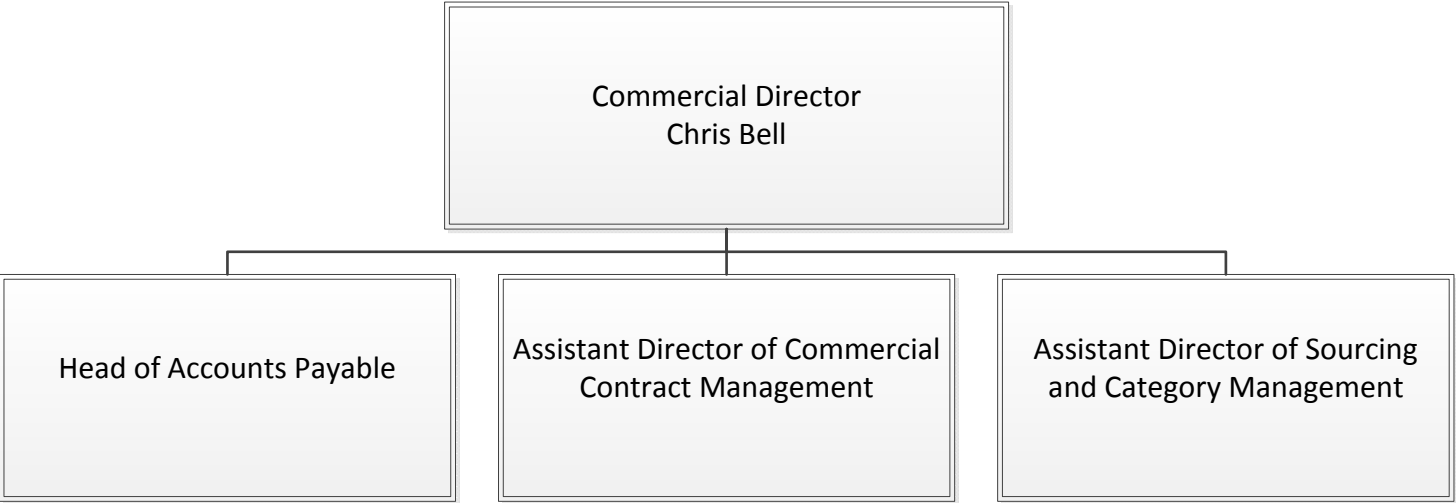 Commercial Director
Chris Bell
Head of Accounts Payable
Assistant Director of Commercial
Contract Management
Assistant Director of Sourcing
and Category Management